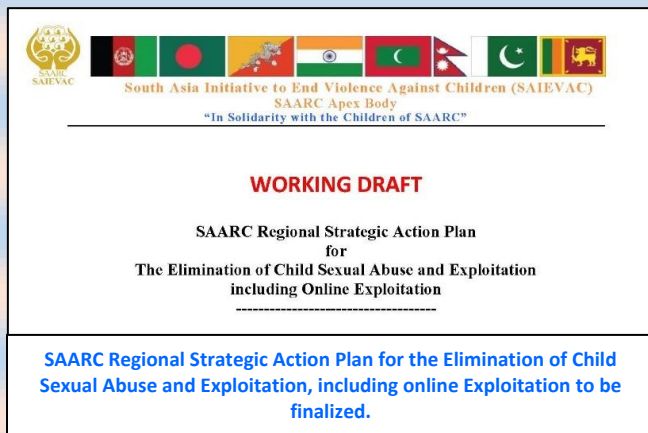 SAARC
SAIEVAC
South Asia Initiative to End Violence Against Children (SAIEVAC)
SAARC Apex Body
“In Solidarity with the Children of SAARC”
WORKING DRAFT
SAARC Regional Strategic Action Plan
for
The Elimination of Child Sexual Abuse and Exploitation
including Online Exploitation
------------------------------------
SAARC Regional Strategic Action Plan for the Elimination of Child
Sexual Abuse and Exploitation, including online Exploitation to be
finalized.